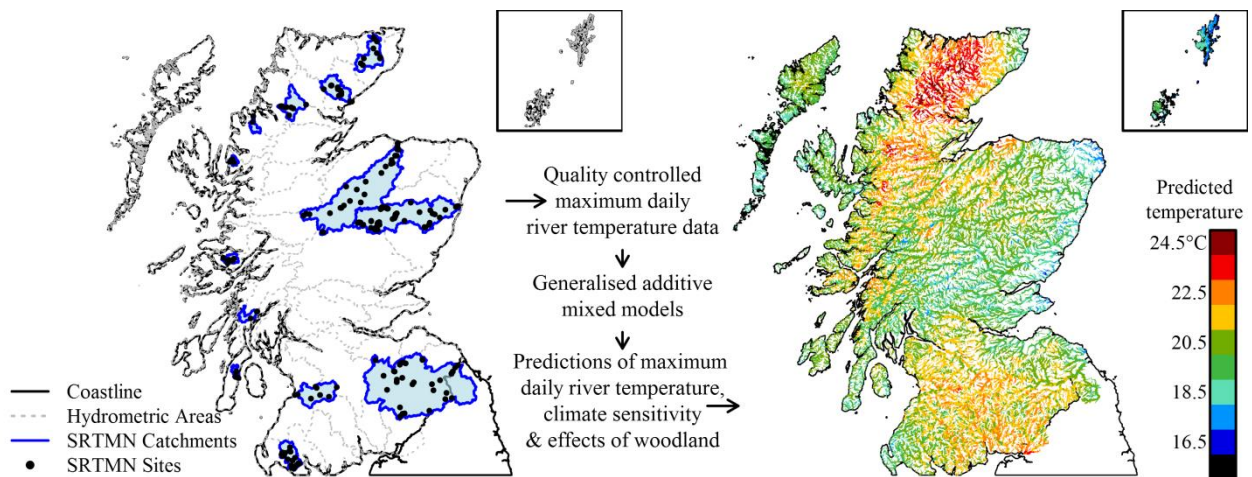 Quality controlled
maximum daily
river temperature data
Generalised additive
mixed models
Predictions of maximum
daily river temperature,
climate sensitivity
& effects of woodland
Coastline
Hydrometric Areas
SRTMN Catchments
SRTMN Sites
Predicted
temperature
24.5°C
22.5
20.5
18.5
16.5